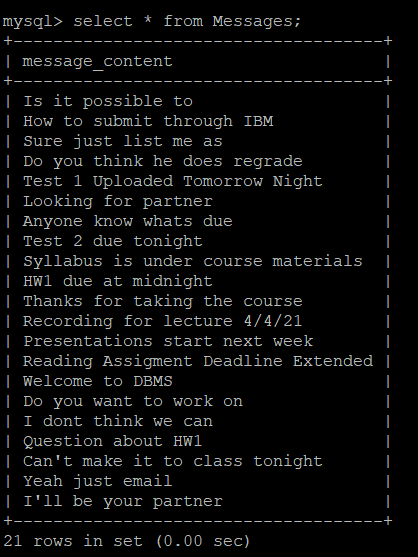 mysql> select * from Messages;
+-------------------------------------+
| message_content                     |
+-------------------------------------+
| Is it possible to                   |
| How to submit through IBM           |
| Sure just list me as                |
| Do you think he does regrade        |
| Test 1 Uploaded Tomorrow Night      |
| Looking for partner                 |
| Anyone know whats due               |
| Test 2 due tonight                  |
| Syllabus is under course materials  |
| HW1 due at midnight                 |
| Thanks for taking the course        |
| Recording for lecture 4/4/21        |
| Presentations start next week       |
| Reading Assigment Deadline Extended |
| Welcome to DBMS                     |
| Do you want to work on              |
| I dont think we can                 |
| Question about HW1                  |
| Can't make it to class tonight      |
| Yeah just email                     |
| I'll be your partner                |
+-------------------------------------+
21 rows in set (0.00 sec)